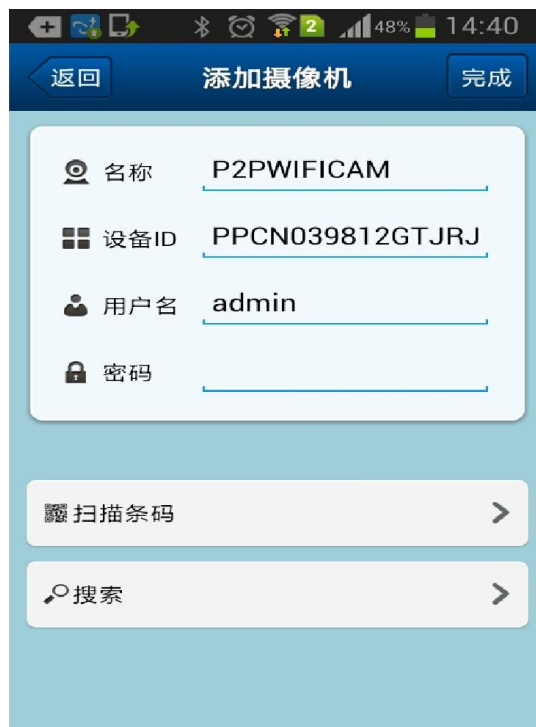 2 48% 14:40
返回 添加摄像机 完成
名称 P2PWIFICAM
设备ID PPCN039812GTJRJ
用户名 admin
密码
扫描条码
搜索